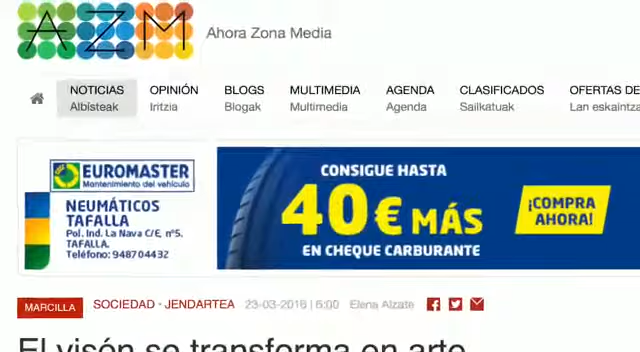 AZM
Ahora Zona Media
NOTICIAS OPINIÓN BLOGS MULTIMEDIA AGENDA CLASIFICADOS OFERTAS DE
Albisteak Iritzia Blogak Multimedia Agenda Sailkatuak Lan eskaintza
EUROMASTER
Mantenimiento del vehículo
NEUMÁTICOS
TAFALLA
Pol. Ind. La Nava C/E, nº5.
TAFALLA.
Teléfono: 948704432
CONSIGUE HASTA
40€ MÁS
EN CHEQUE CARBURANTE
¡COMPRA
AHORA!
MARCILLA SOCIEDAD · JENDARTEA 23-03-2016 | 5:00 Elena Alzate
El visón se transforma en arte